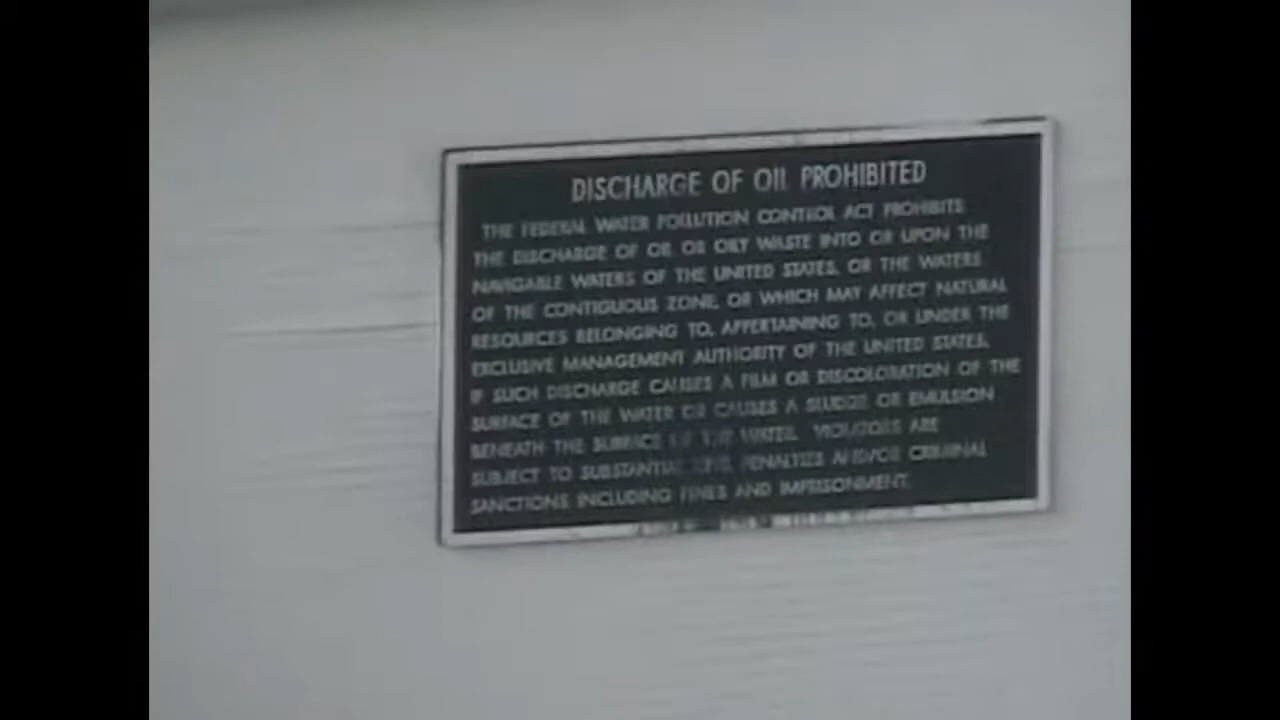 DISCHARGE OF OIL PROHIBITED
THE FEDERAL WATER POLLUTION CONTROL ACT PROHIBITS
THE DISCHARGE OF OIL OR OILY WASTE INTO OR UPON THE
NAVIGABLE WATERS OF THE UNITED STATES, OR THE WATERS
OF THE CONTIGUOUS ZONE, OR WHICH MAY AFFECT NATURAL
RESOURCES BELONGING TO, APPERTAINING TO, OR UNDER THE
EXCLUSIVE MANAGEMENT AUTHORITY OF THE UNITED STATES,
IF SUCH DISCHARGE CAUSES A FILM OR DISCOLORATION OF THE
SURFACE OF THE WATER OR CAUSES A SLUDGE OR EMULSION
BENEATH THE SURFACE OF THE WATER. VIOLATORS ARE
SUBJECT TO SUBSTANTIAL CIVIL PENALTIES AND/OR CRIMINAL
SANCTIONS INCLUDING FINES AND IMPRISONMENT.